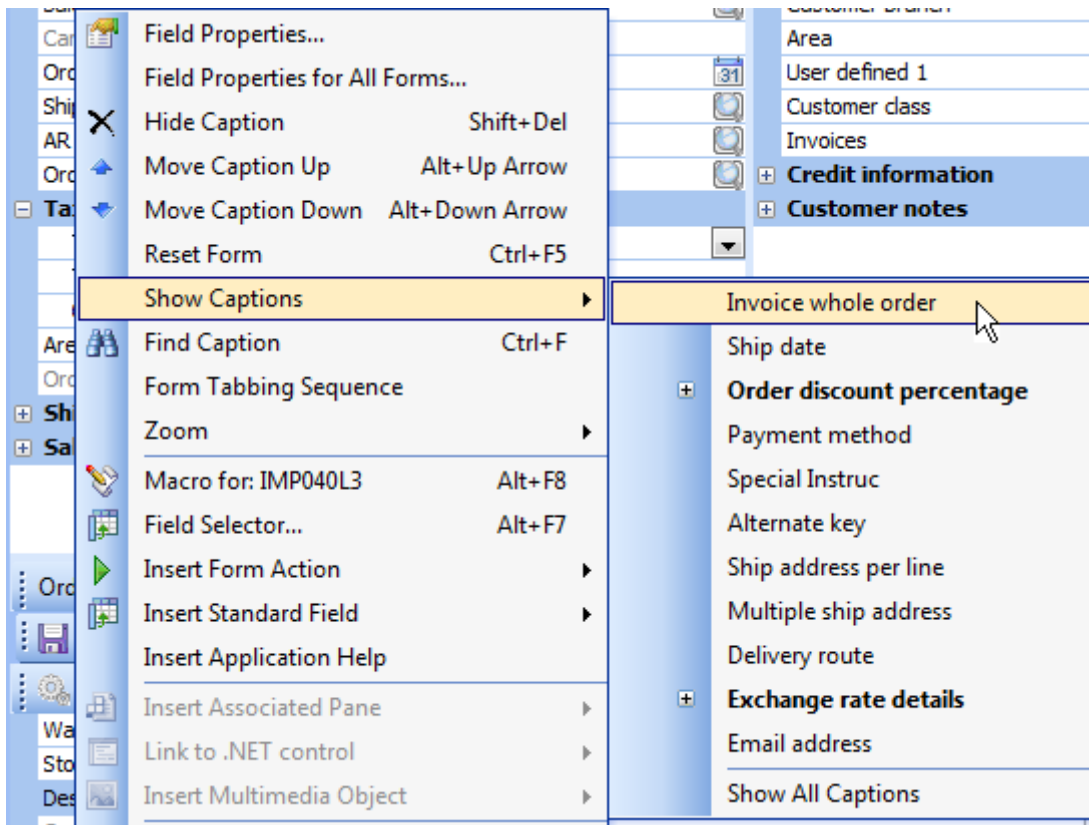 Field Properties...
Field Properties for All Forms...
Hide Caption Shift+Del
Move Caption Up Alt+Up Arrow
Move Caption Down Alt+Down Arrow
Reset Form Ctrl+F5
Show Captions
Find Caption Ctrl+F
Form Tabbing Sequence
Zoom
Macro for: IMP040L3 Alt+F8
Field Selector... Alt+F7
Insert Form Action
Insert Standard Field
Insert Application Help
Insert Associated Pane
Link to .NET control
Insert Multimedia Object
31
Area
User defined 1
Customer class
Invoices
Credit information
Customer notes
Invoice whole order
Ship date
Order discount percentage
Payment method
Special Instruc
Alternate key
Ship address per line
Multiple ship address
Delivery route
Exchange rate details
Email address
Show All Captions